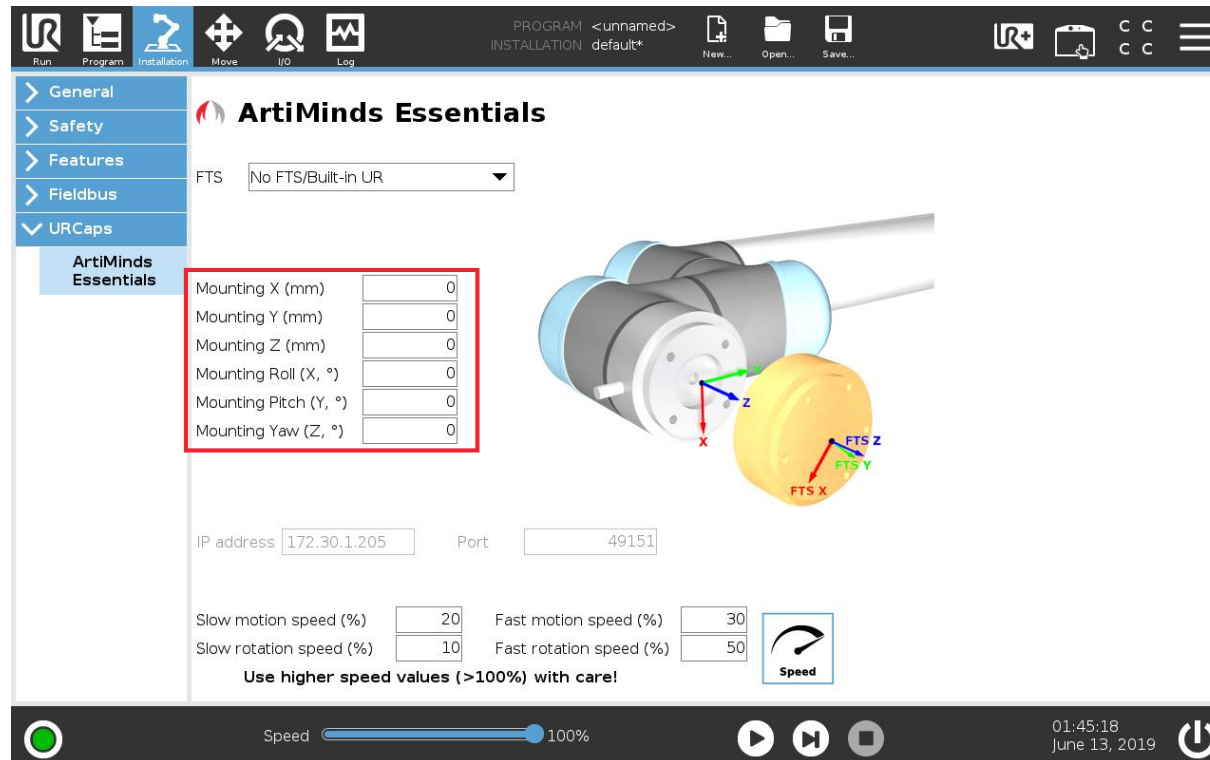 PROGRAM <unnamed>
INSTALLATION default*
UR
Run
Program
Installation
Move
I/O
Log
New...
Open...
Save...
UR+
C C
C C
General
Safety
Features
Fieldbus
URCaps
ArtiMinds
Essentials
ArtiMinds Essentials
FTS No FTS/Built-in UR
Mounting X (mm) 0
Mounting Y (mm) 0
Mounting Z (mm) 0
Mounting Roll (X, °) 0
Mounting Pitch (Y, °) 0
Mounting Yaw (Z, °) 0
Z
X
FTS Z
FTS Y
FTS X
IP address 172.30.1.205 Port 49151
Slow motion speed (%) 20 Fast motion speed (%) 30
Slow rotation speed (%) 10 Fast rotation speed (%) 50
Speed
Use higher speed values (>100%) with care!
Speed 100%
01:45:18
June 13, 2019